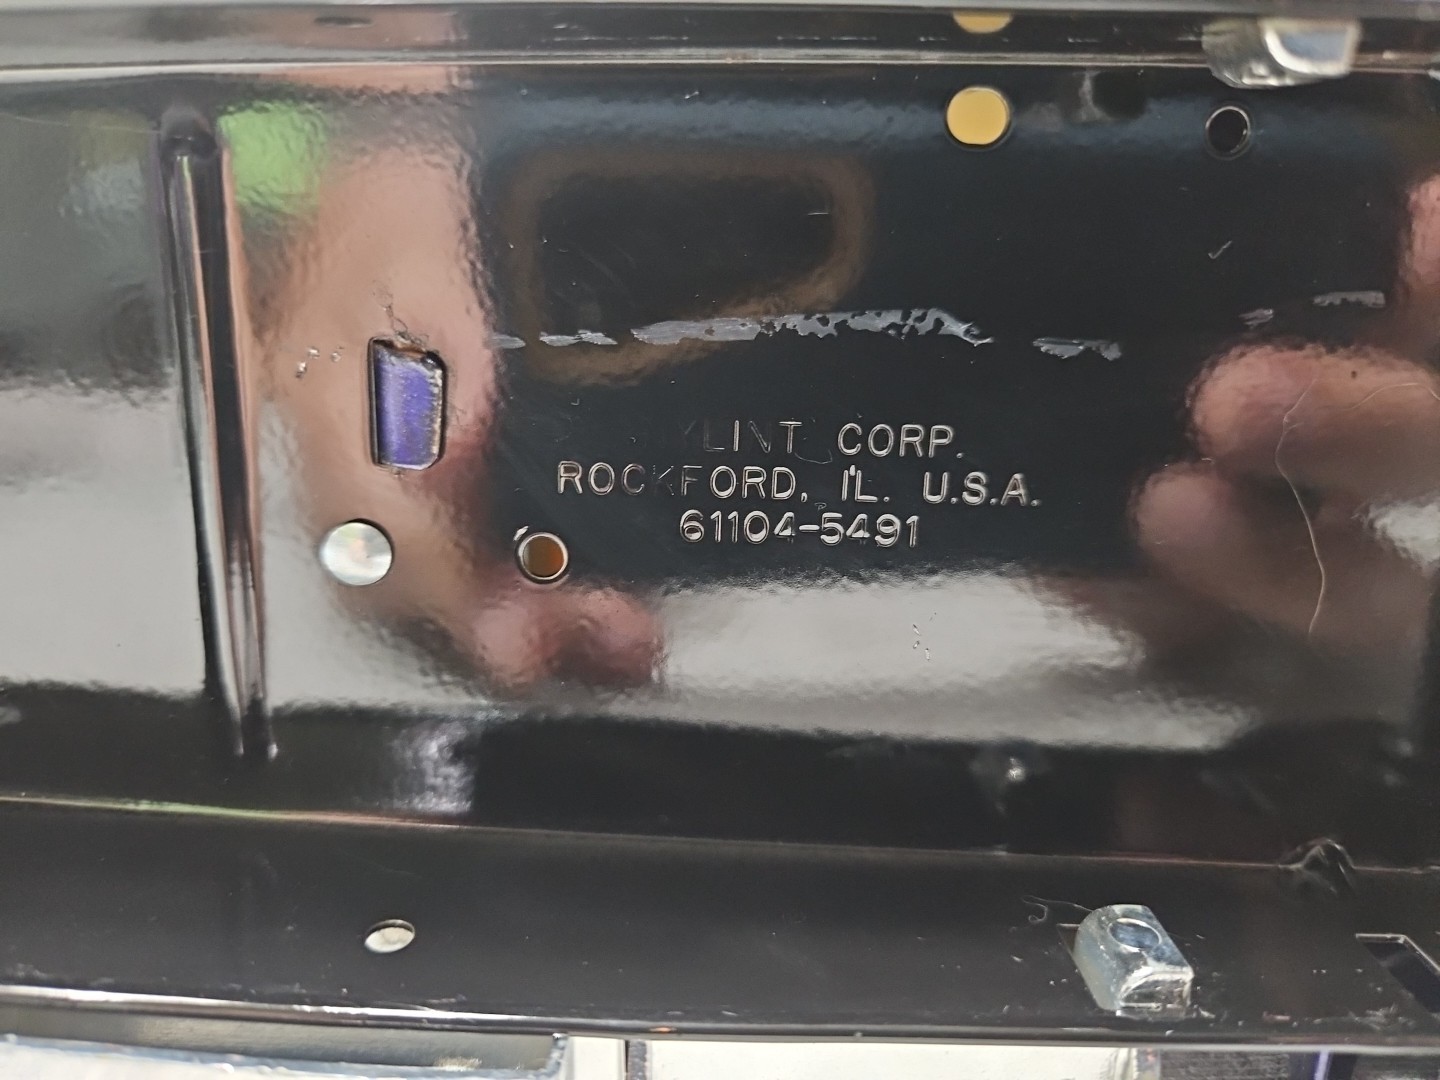 CORP.
ROCKFORD, IL. U.S.A.
61104-5491